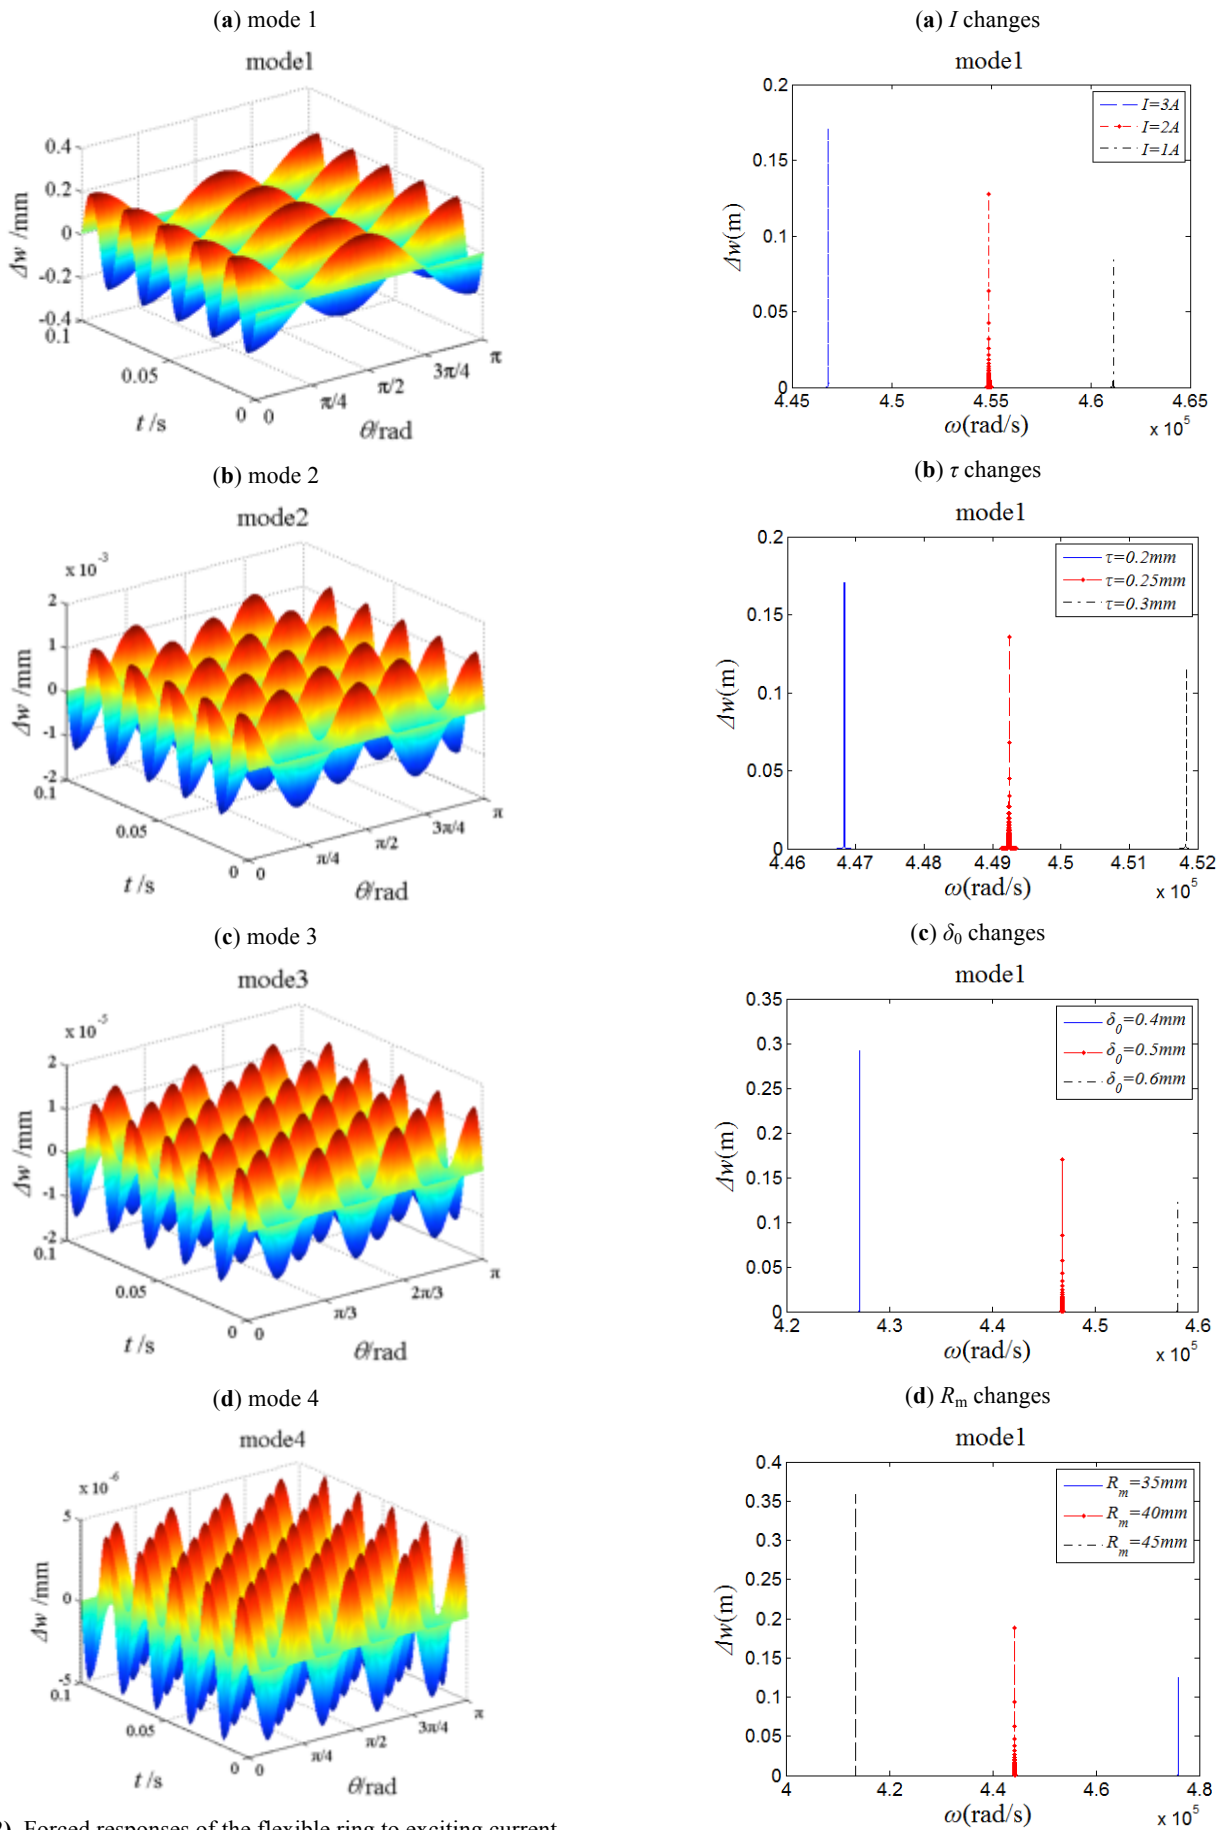 (a) mode 1
mode1
0.4
0.2
0
-0.2
-0.4
Δw /mm
0.1
0.05
0
t /s
0
π/4
π/2
3π/4
π
θ/rad
(b) mode 2
mode2
x 10^-3
2
1
0
-1
-2
Δw /mm
0.1
0.05
0
t /s
0
π/4
π/2
3π/4
π
θ/rad
(c) mode 3
mode3
x 10^-5
2
1
0
-1
-2
Δw /mm
0.1
0.05
0
t /s
0
π/3
2π/3
π
θ/rad
(d) mode 4
mode4
x 10^-6
5
0
-5
Δw /mm
0.1
0.05
0
t /s
0
π/4
π/2
3π/4
π
θ/rad
2). Forced responses of the flexible ring to exciting current
(a) I changes
mode1
0.2
0.15
0.1
0.05
0
Δw(m)
I=3A
I=2A
I=1A
4.45 4.5 4.55 4.6 4.65
ω(rad/s)
x 10^5
(b) τ changes
mode1
0.2
0.15
0.1
0.05
0
Δw(m)
τ=0.2mm
τ=0.25mm
τ=0.3mm
4.46 4.47 4.48 4.49 4.5 4.51 4.52
ω(rad/s)
x 10^5
(c) δ0 changes
mode1
0.35
0.3
0.25
0.2
0.15
0.1
0.05
0
Δw(m)
δ0=0.4mm
δ0=0.5mm
δ0=0.6mm
4.2 4.3 4.4 4.5 4.6
ω(rad/s)
x 10^5
(d) Rm changes
mode1
0.4
0.35
0.3
0.25
0.2
0.15
0.1
0.05
0
Δw(m)
Rm=35mm
Rm=40mm
Rm=45mm
4 4.2 4.4 4.6 4.8
ω(rad/s)
x 10^5